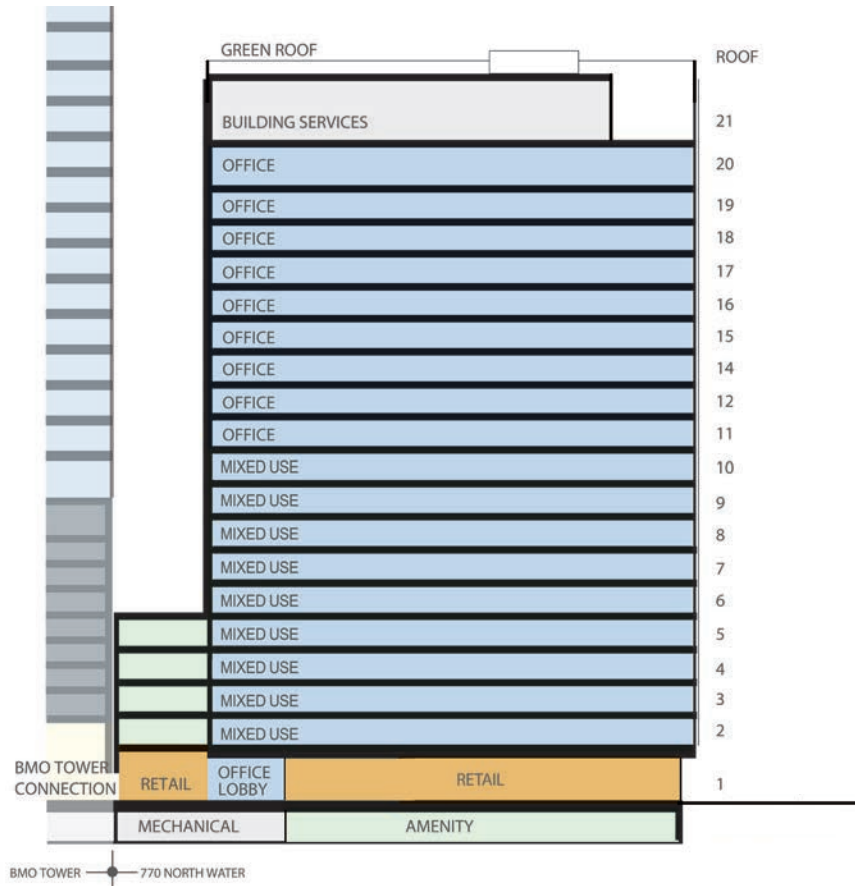 GREEN ROOF
ROOF
BUILDING SERVICES
21
OFFICE
20
OFFICE
19
OFFICE
18
OFFICE
17
OFFICE
16
OFFICE
15
OFFICE
14
OFFICE
12
OFFICE
11
MIXED USE
10
MIXED USE
9
MIXED USE
8
MIXED USE
7
MIXED USE
6
MIXED USE
5
MIXED USE
4
MIXED USE
3
MIXED USE
2
BMO TOWER
CONNECTION
RETAIL
OFFICE
LOBBY
RETAIL
1
MECHANICAL
AMENITY
BMO TOWER
770 NORTH WATER